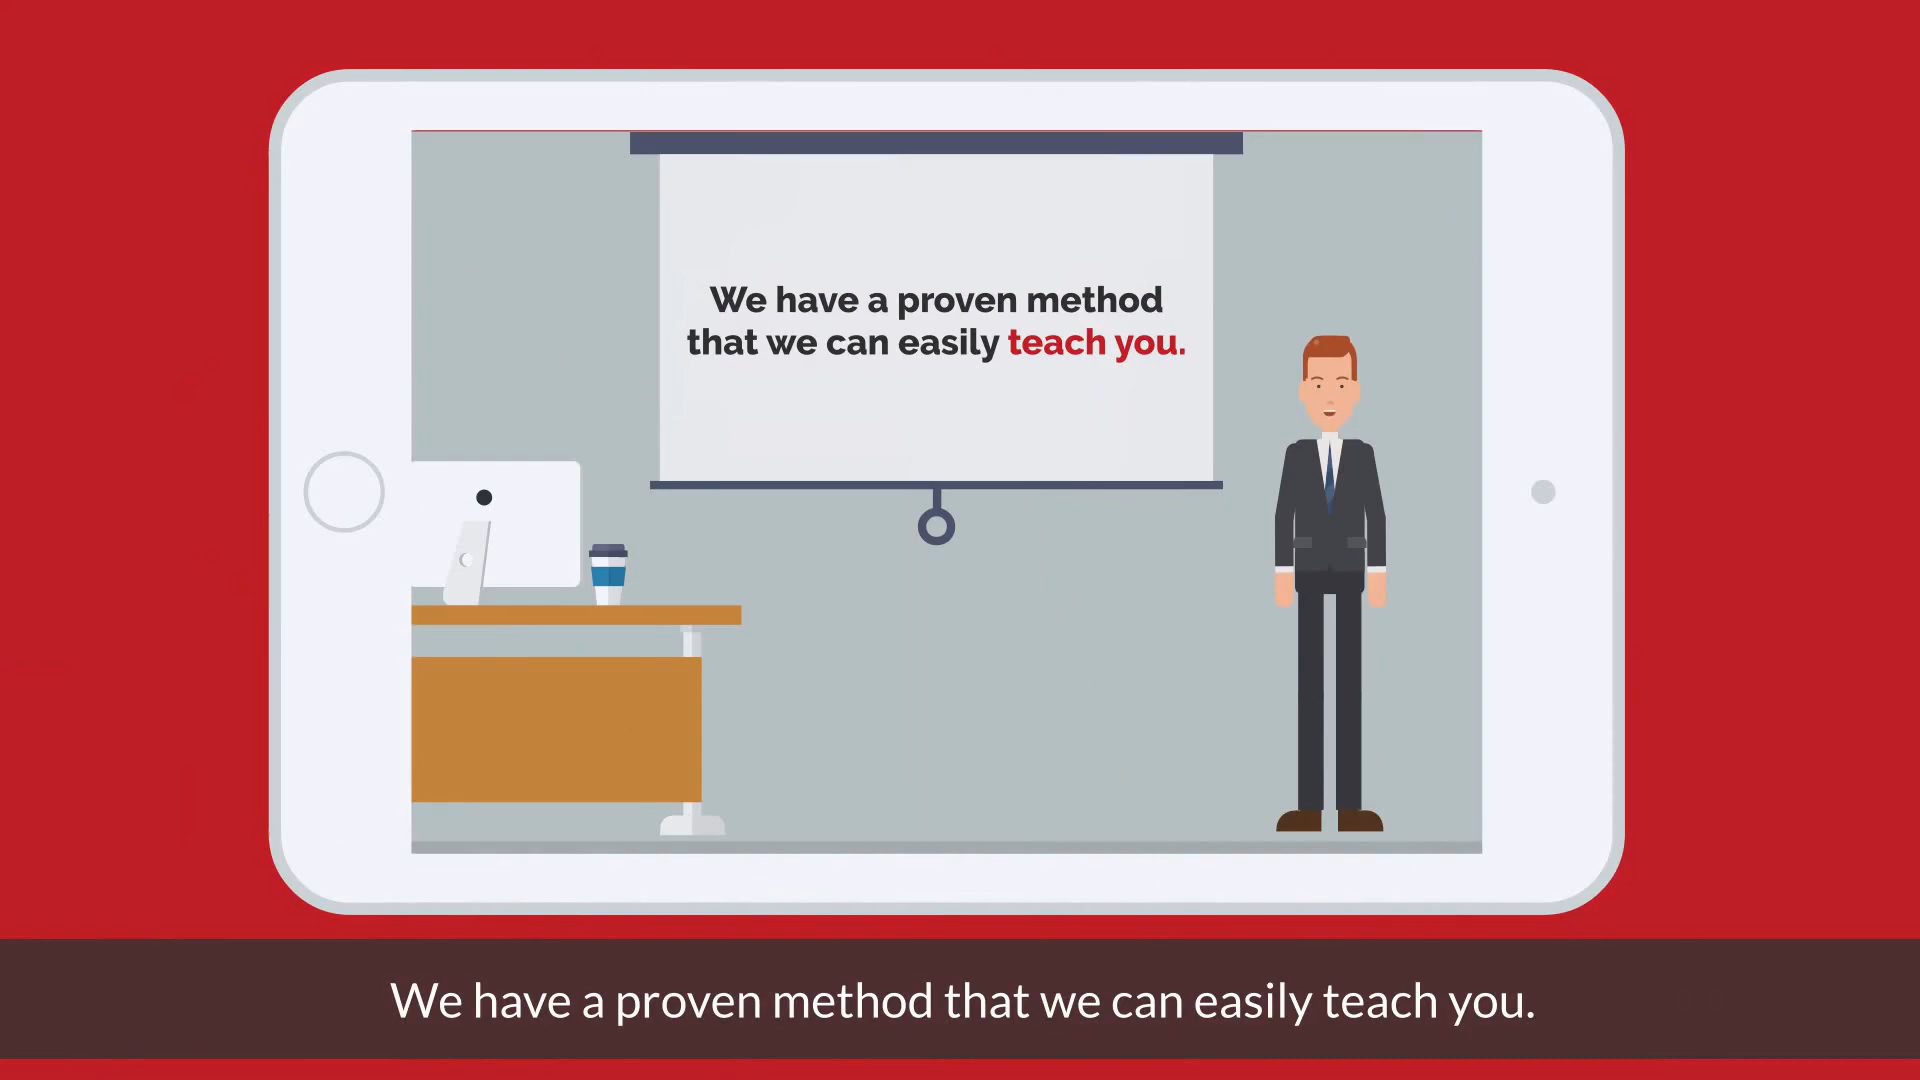 We have a proven method
that we can easily teach you.
We have a proven method that we can easily teach you.